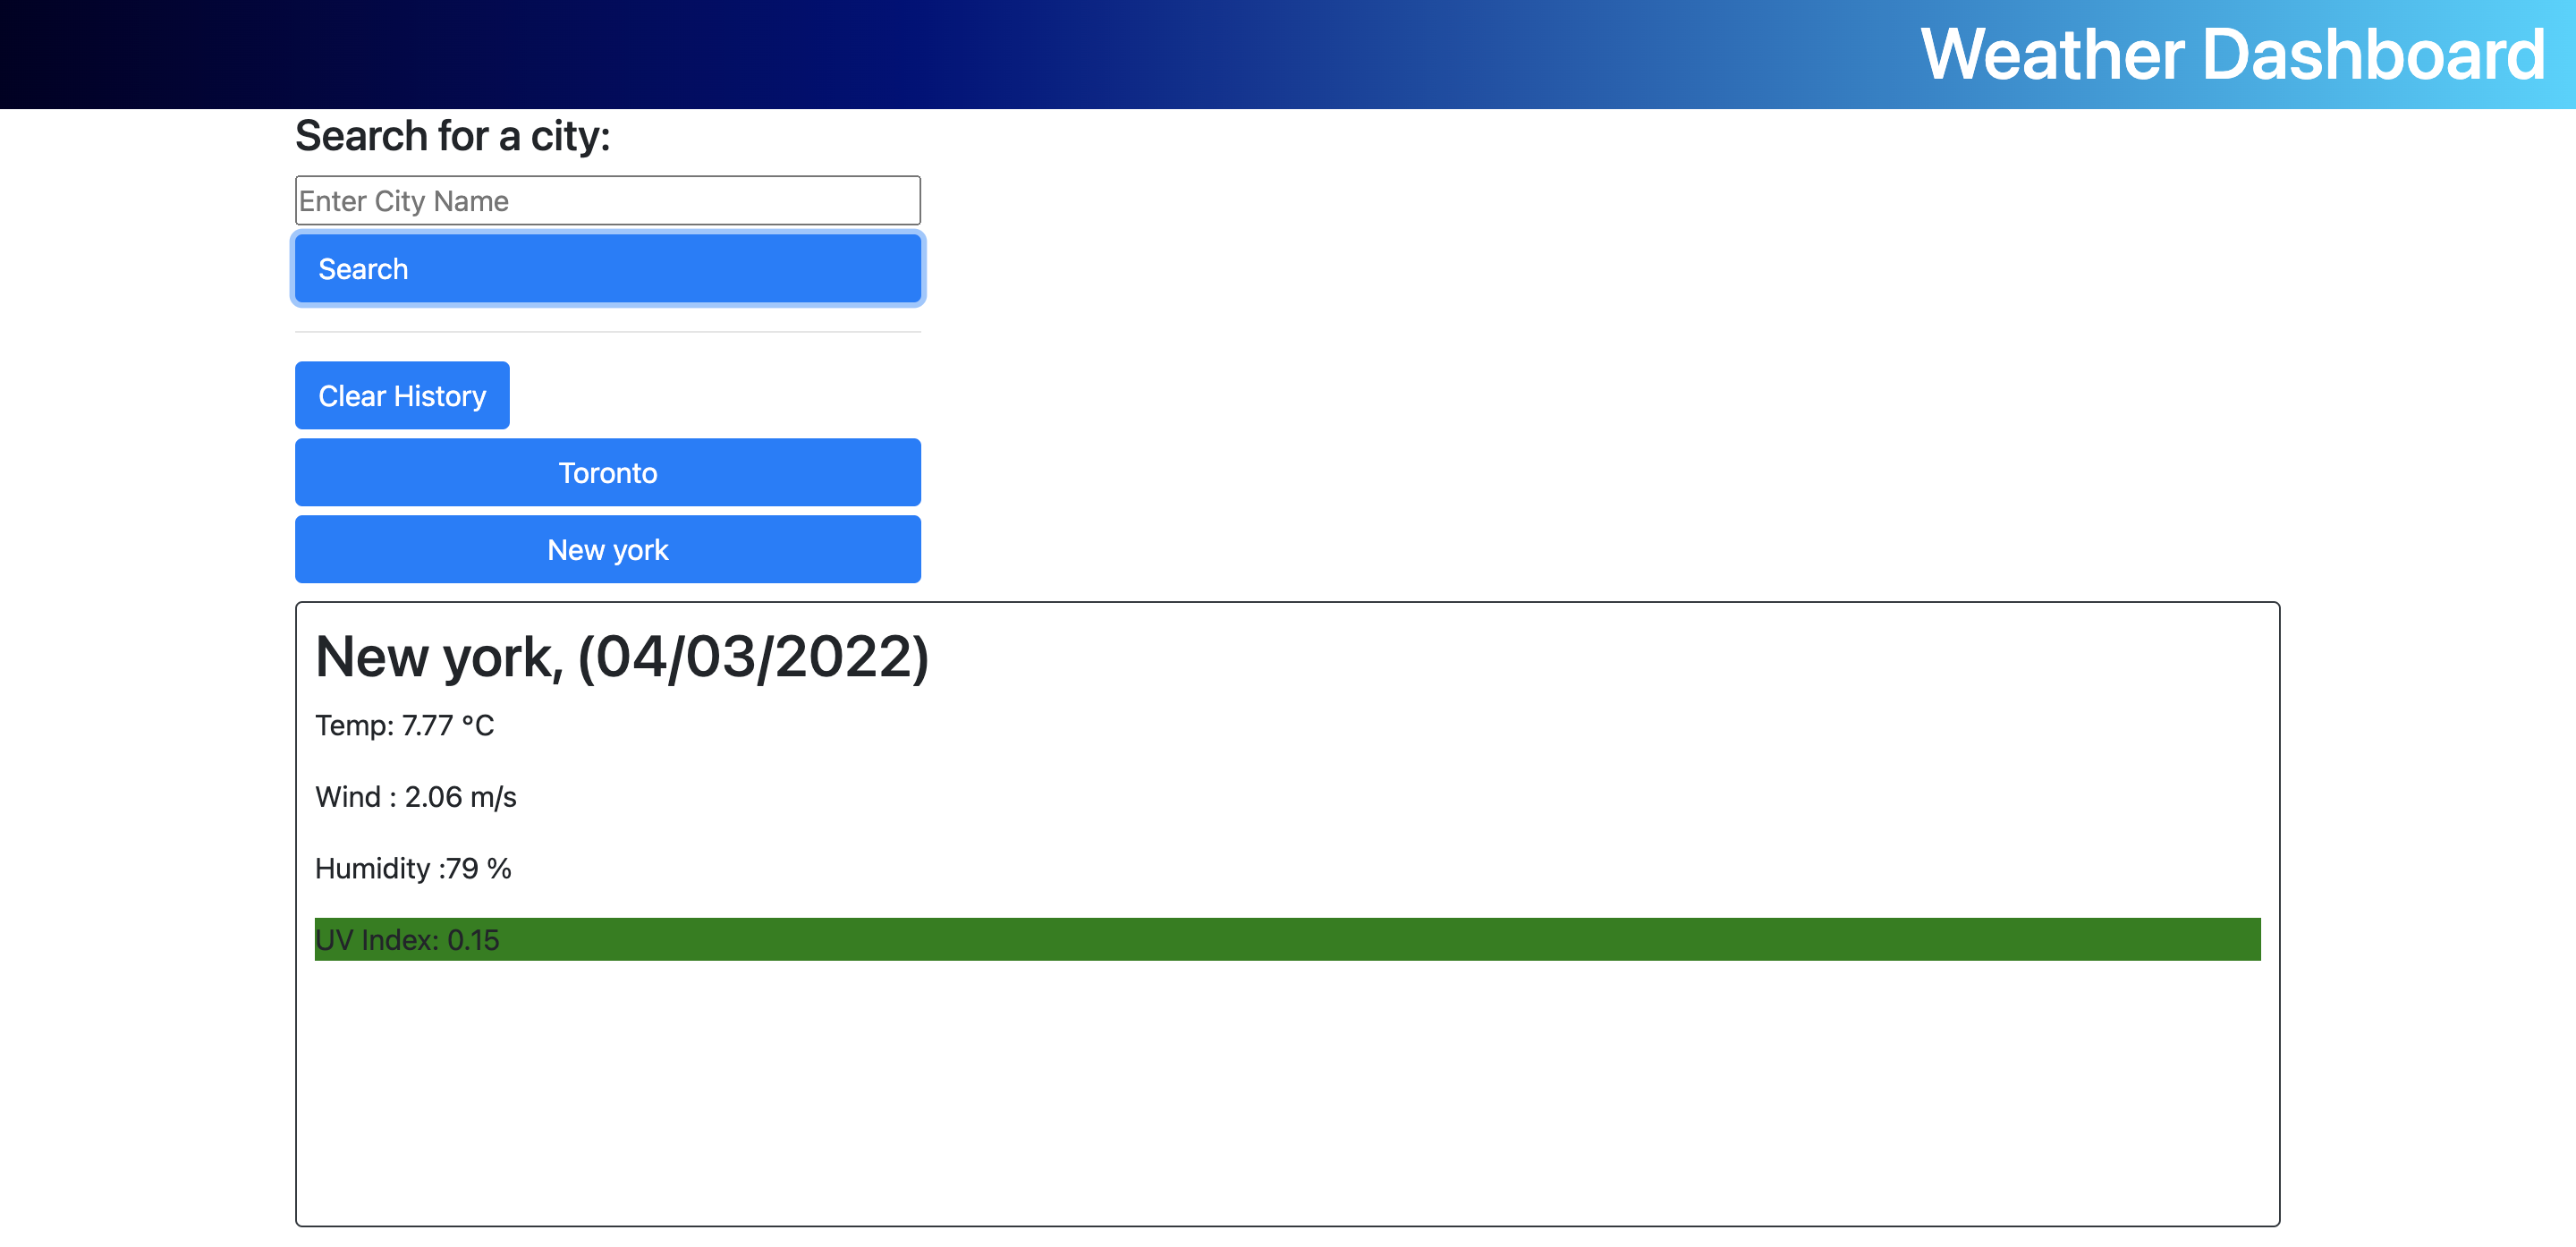 Weather Dashboard
Search for a city:
Enter City Name
Search
Clear History
Toronto
New york
New york, (04/03/2022)
Temp: 7.77 °C
Wind : 2.06 m/s
Humidity :79 %
UV Index: 0.15